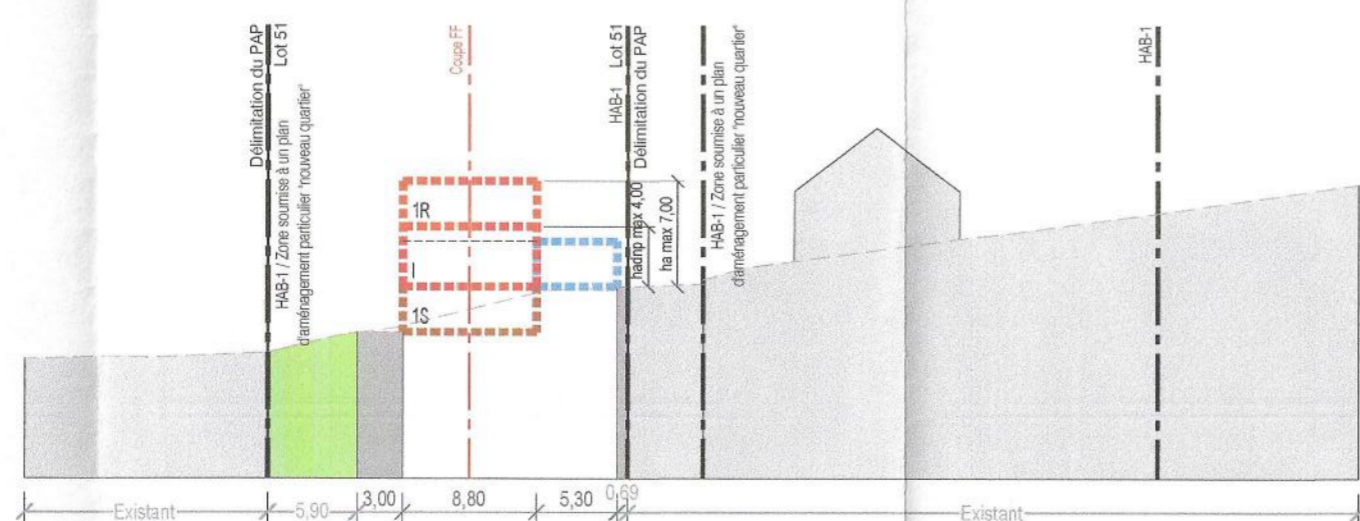 Délimitation du PAP
Lot 51
HAB-1 / Zone soumise à un plan
d'aménagement particulier "nouveau quartier"
Coupe FF
HAB-1 Lot 51
Délimitation du PAP
HAB-1 / Zone soumise à un plan
d'aménagement particulier "nouveau quartier"
HAB-1
1R
I
1S
hadnp max 4,00
ha max 7,00
Existant
5,90
3,00
8,80
5,30
0,69
Existant